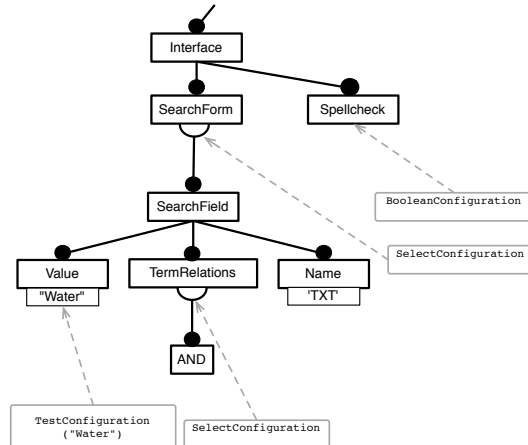 Interface
SearchForm
Spellcheck
BooleanConfiguration
SearchField
SelectConfiguration
Value
TermRelations
Name
"Water"
'TXT'
AND
TestConfiguration
("Water")
SelectConfiguration